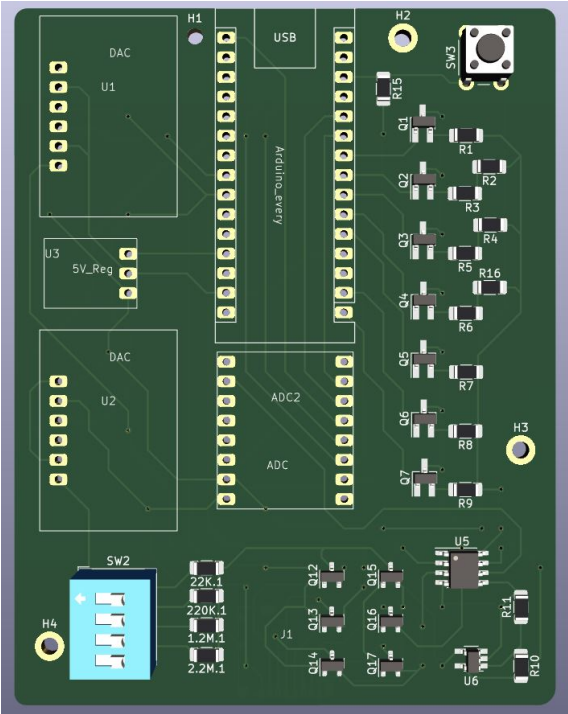 H1
H2
USB
SW3
DAC
U1
R15
Q1
R1
Arduino_every
R2
Q2
R3
R4
Q3
U3
R5
5V_Reg
R16
Q4
R6
DAC
Q5
R7
U2
ADC2
Q6
H3
R8
ADC
Q7
R9
U5
SW2
Q12
Q15
22K.1
R11
220K.1
Q13
Q16
H4
J1
1.2M.1
Q14
Q17
R10
2.2M.1
U6